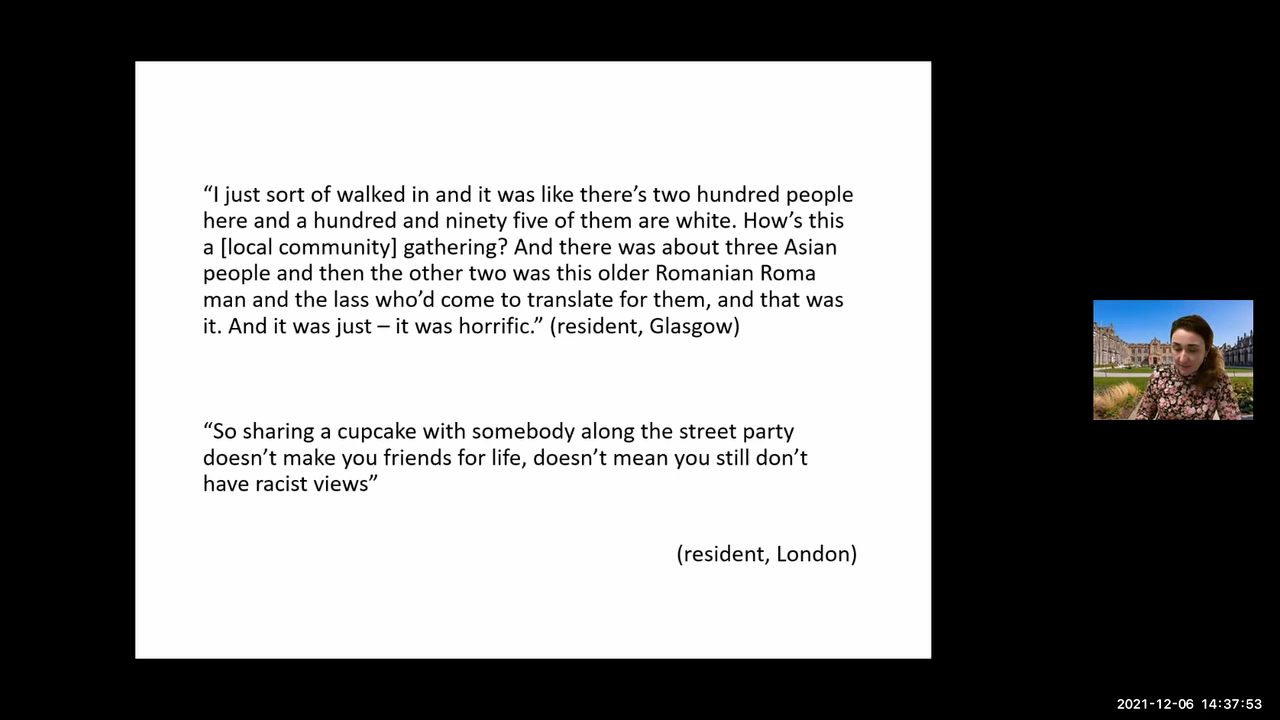 “I just sort of walked in and it was like there’s two hundred people
here and a hundred and ninety five of them are white. How’s this
a [local community] gathering? And there was about three Asian
people and then the other two was this older Romanian Roma
man and the lass who’d come to translate for them, and that was
it. And it was just – it was horrific.” (resident, Glasgow)
“So sharing a cupcake with somebody along the street party
doesn’t make you friends for life, doesn’t mean you still don’t
have racist views”
(resident, London)
2021-12-06 14:37:53